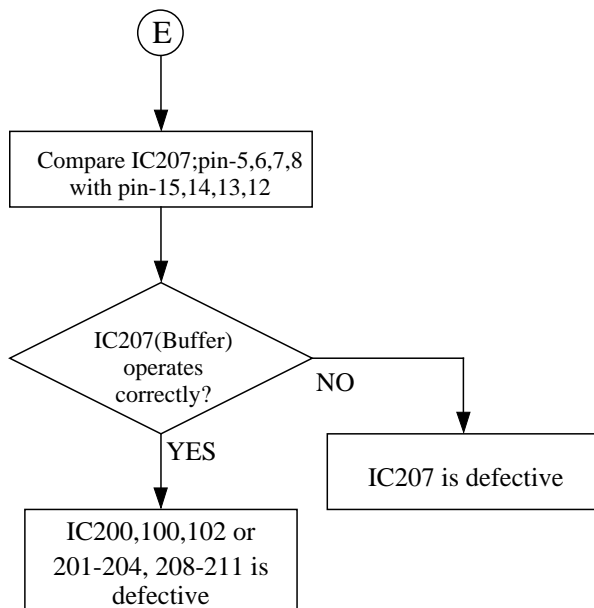 E
Compare IC207;pin-5,6,7,8
with pin-15,14,13,12
IC207(Buffer)
operates
correctly?
NO
YES
IC207 is defective
IC200,100,102 or
201-204, 208-211 is
defective